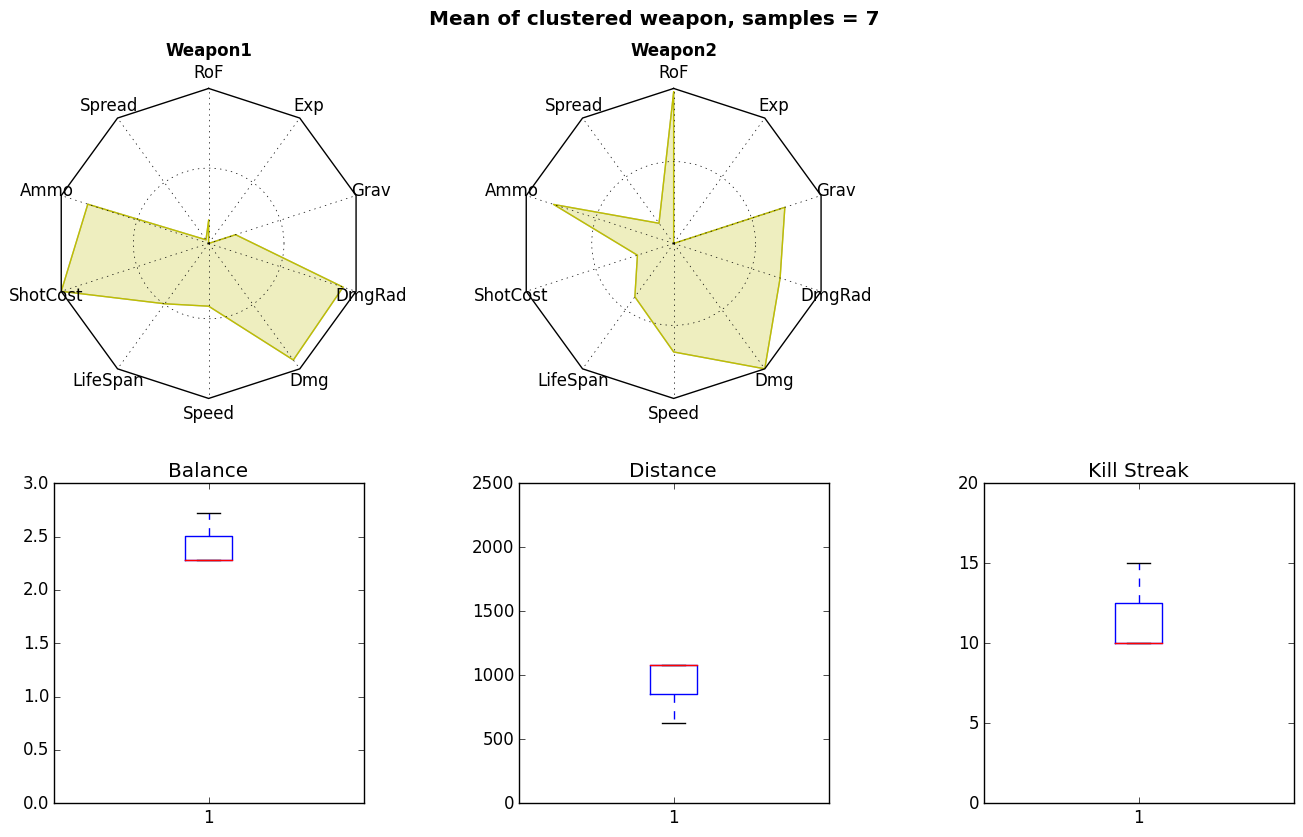 Mean of clustered weapon, samples = 7
Weapon1
RoF
Exp
Spread
Grav
Ammo
DmgRad
ShotCost
Dmg
LifeSpan
Speed
Weapon2
RoF
Exp
Spread
Grav
Ammo
DmgRad
ShotCost
Dmg
LifeSpan
Speed
Balance
3.0
2.5
2.0
1.5
1.0
0.5
0.0
1
Distance
2500
2000
1500
1000
500
0
1
Kill Streak
20
15
10
5
0
1